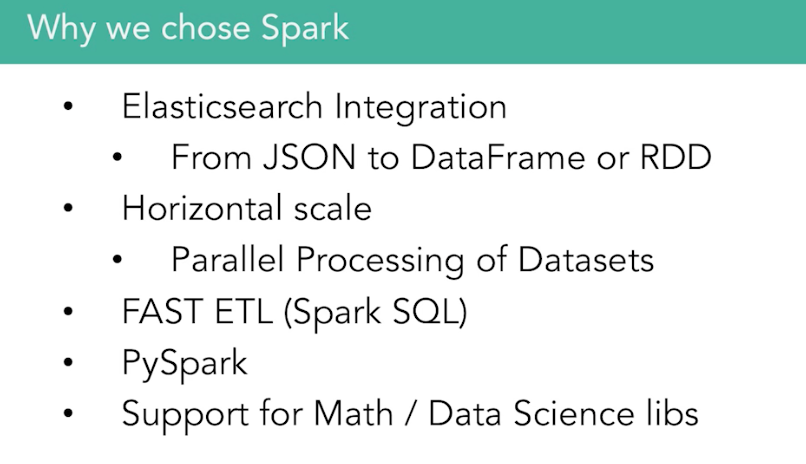 Why we chose Spark
• Elasticsearch Integration
• From JSON to DataFrame or RDD
• Horizontal scale
• Parallel Processing of Datasets
• FAST ETL (Spark SQL)
• PySpark
• Support for Math / Data Science libs